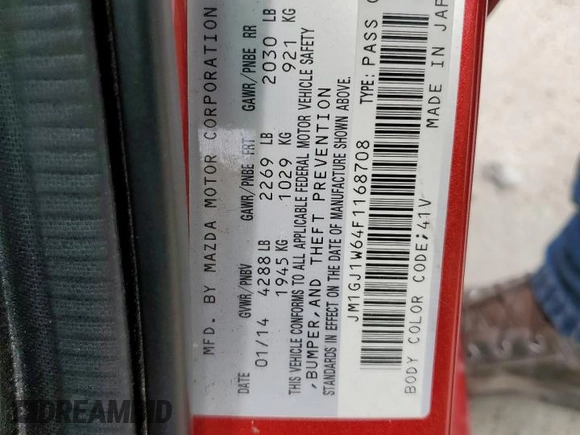 MFD. BY MAZDA MOTOR CORPORATION
DATE GVWR/PNBV GAWR/PNBE FRT GAWR/PNBE RR
01/14 4288 LB 2269 LB 2030 LB
1945 KG 1029 KG 921 KG
THIS VEHICLE CONFORMS TO ALL APPLICABLE FEDERAL MOTOR VEHICLE SAFETY
,BUMPER,AND THEFT PREVENTION
STANDARDS IN EFFECT ON THE DATE OF MANUFACTURE SHOWN ABOVE.
JM1GJ1W64F1168708 TYPE: PASS
BODY COLOR CODE;41V MADE IN JAP